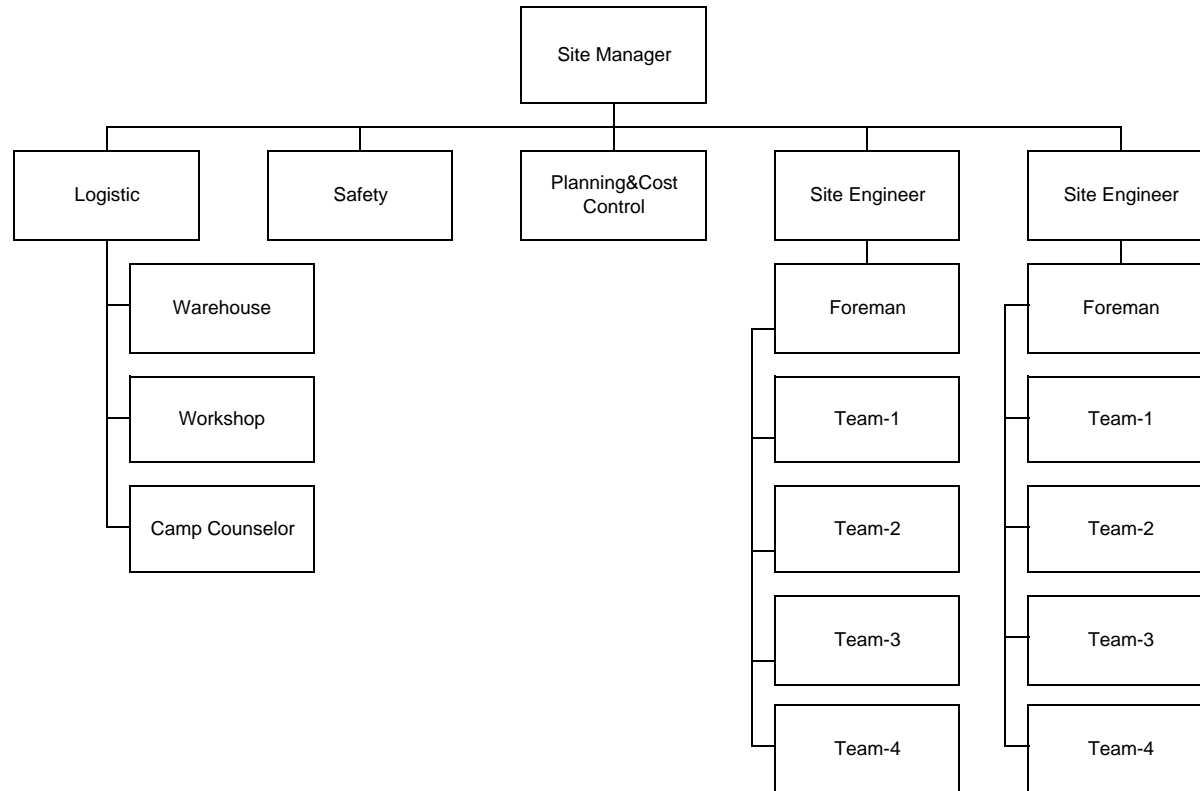 Site Manager
Logistic
Safety
Planning&Cost
Control
Site Engineer
Site Engineer
Warehouse
Workshop
Camp Counselor
Foreman
Team-1
Team-2
Team-3
Team-4
Foreman
Team-1
Team-2
Team-3
Team-4